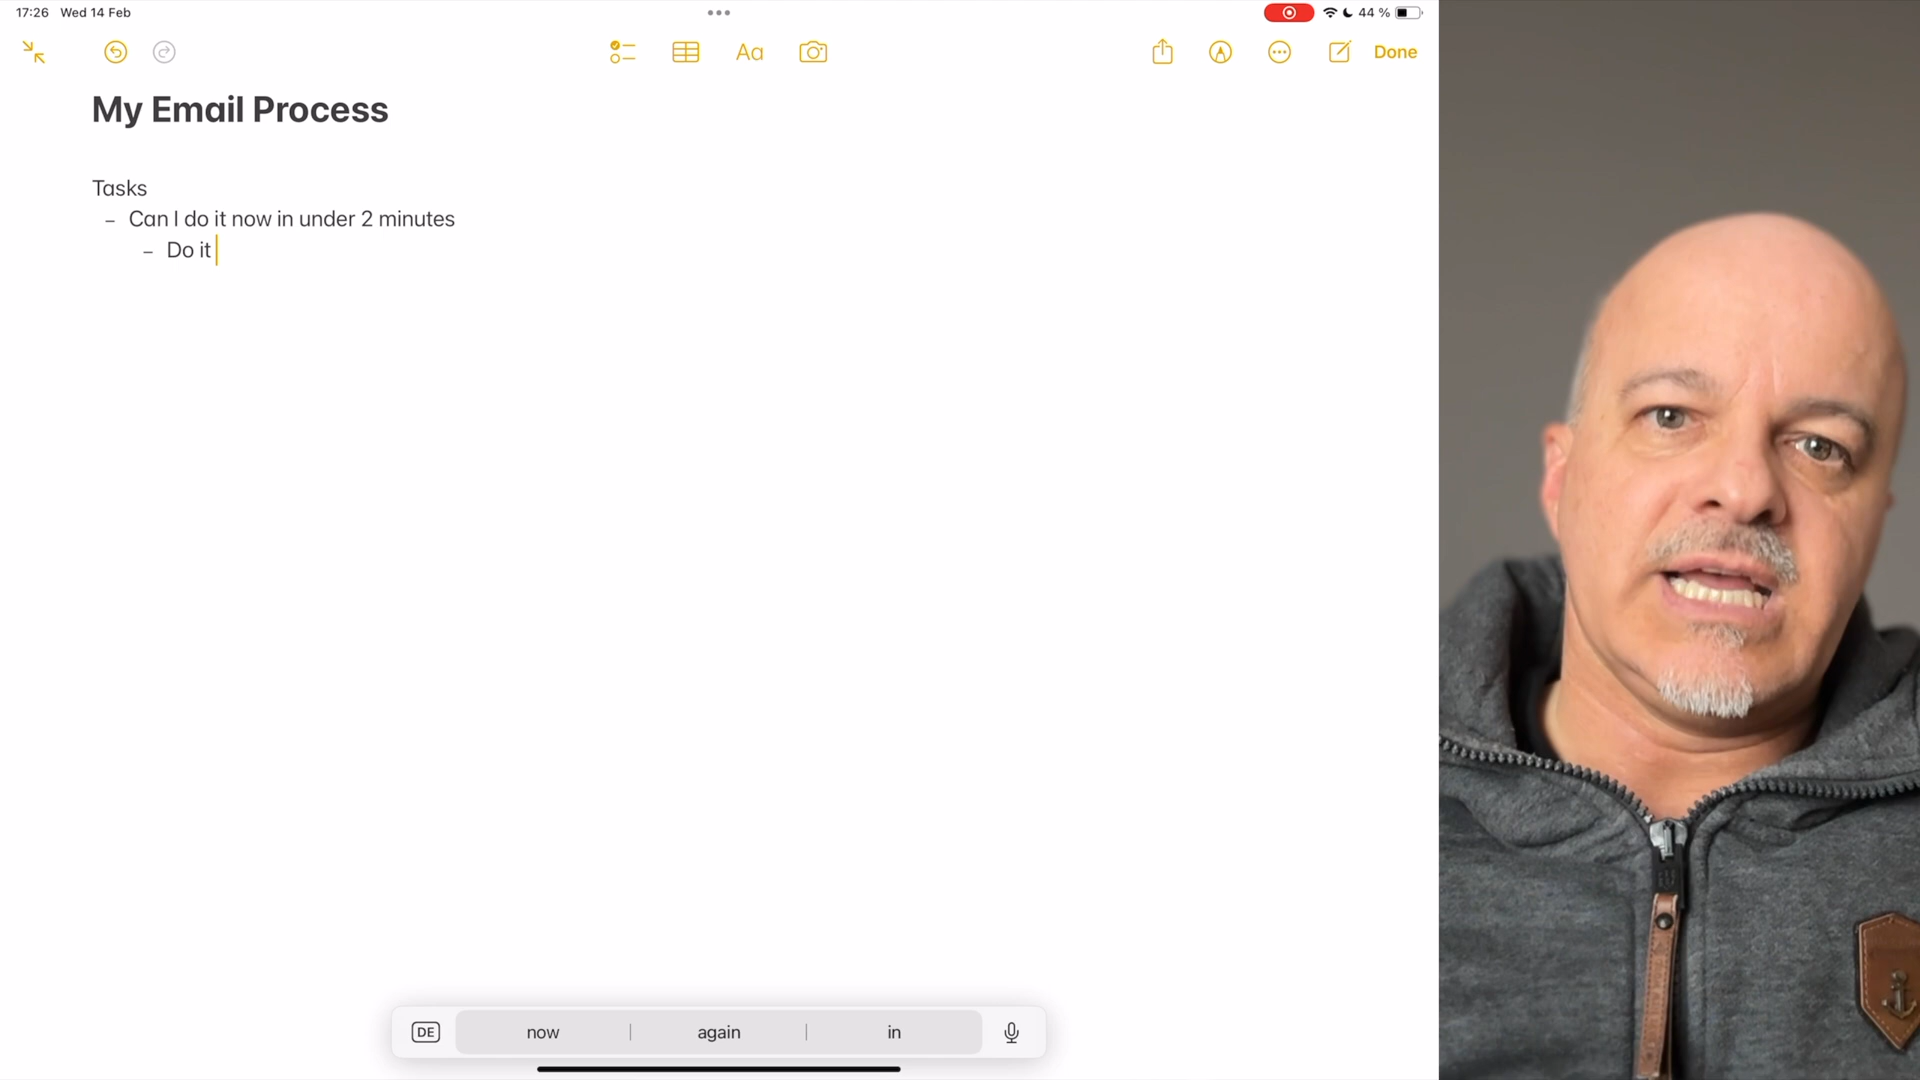 17:26 Wed 14 Feb
44 %
Aa
Done
My Email Process
Tasks
– Can I do it now in under 2 minutes
– Do it
DE now again in